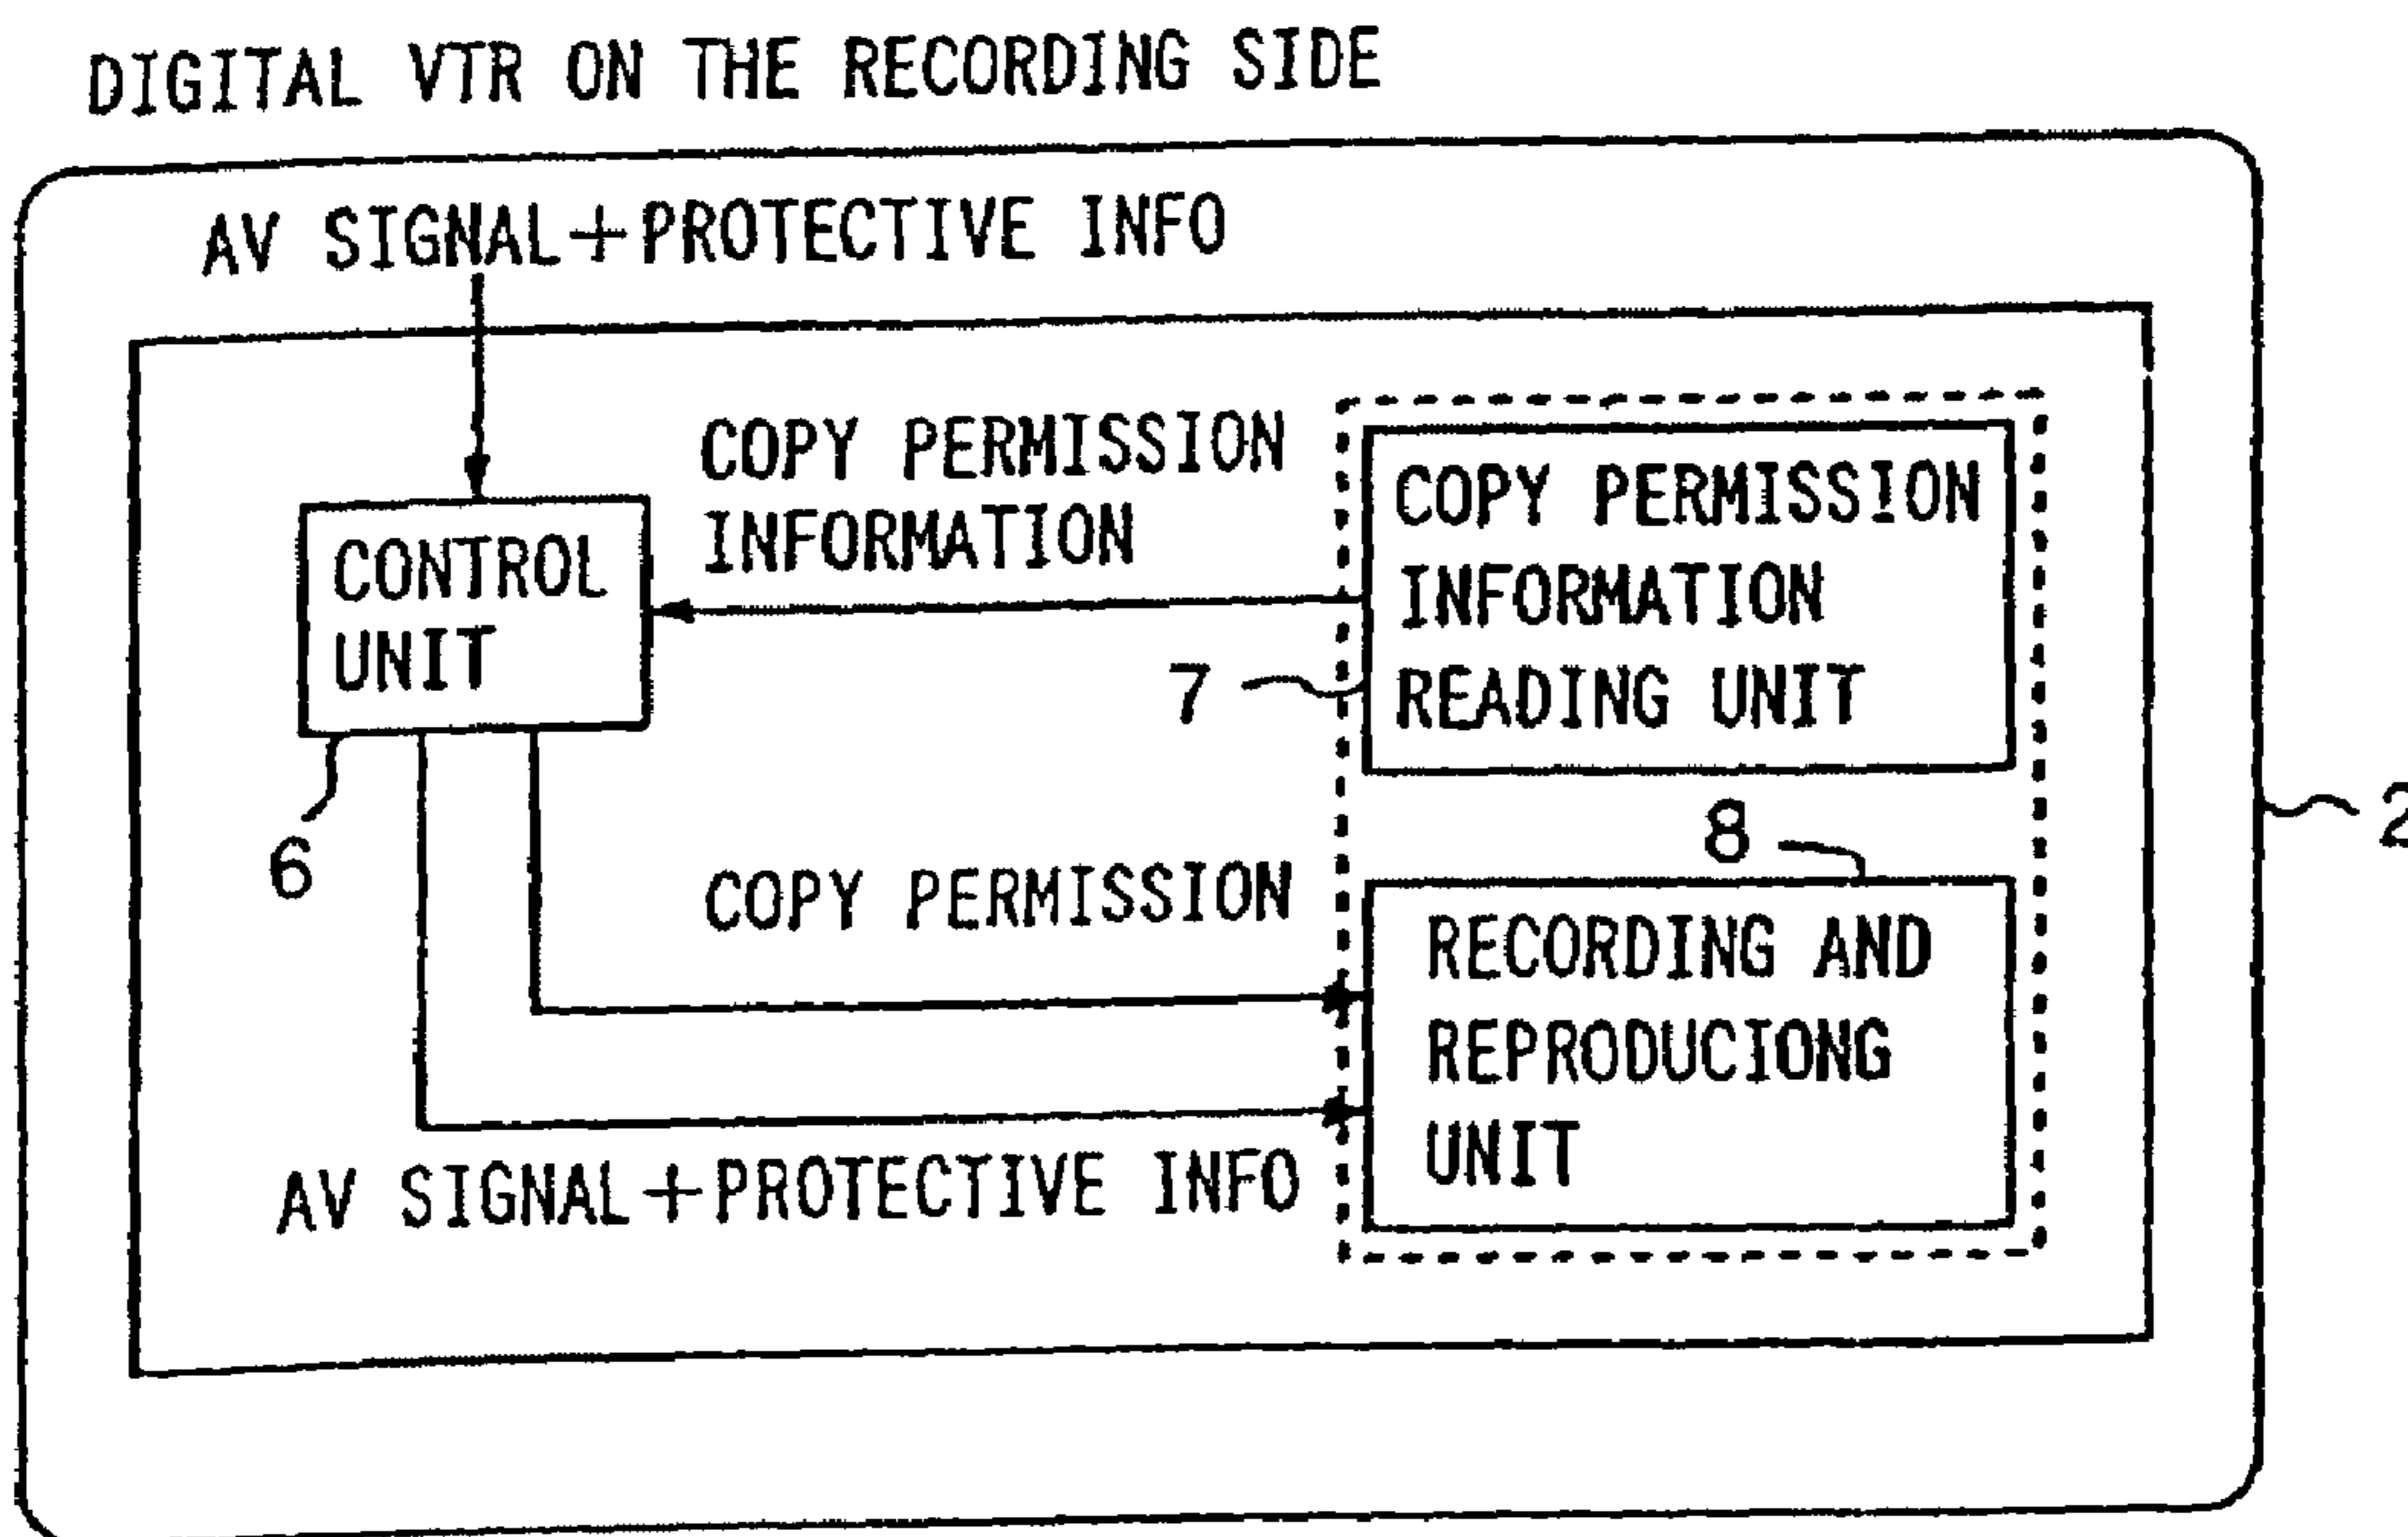 DIGITAL VTR ON THE RECORDING SIDE
AV SIGNAL+PROTECTIVE INFO
COPY PERMISSION
INFORMATION
CONTROL
UNIT
COPY PERMISSION
INFORMATION
READING UNIT
7
6
8
2
COPY PERMISSION
RECORDING AND
REPRODUCIONG
UNIT
AV SIGNAL+PROTECTIVE INFO